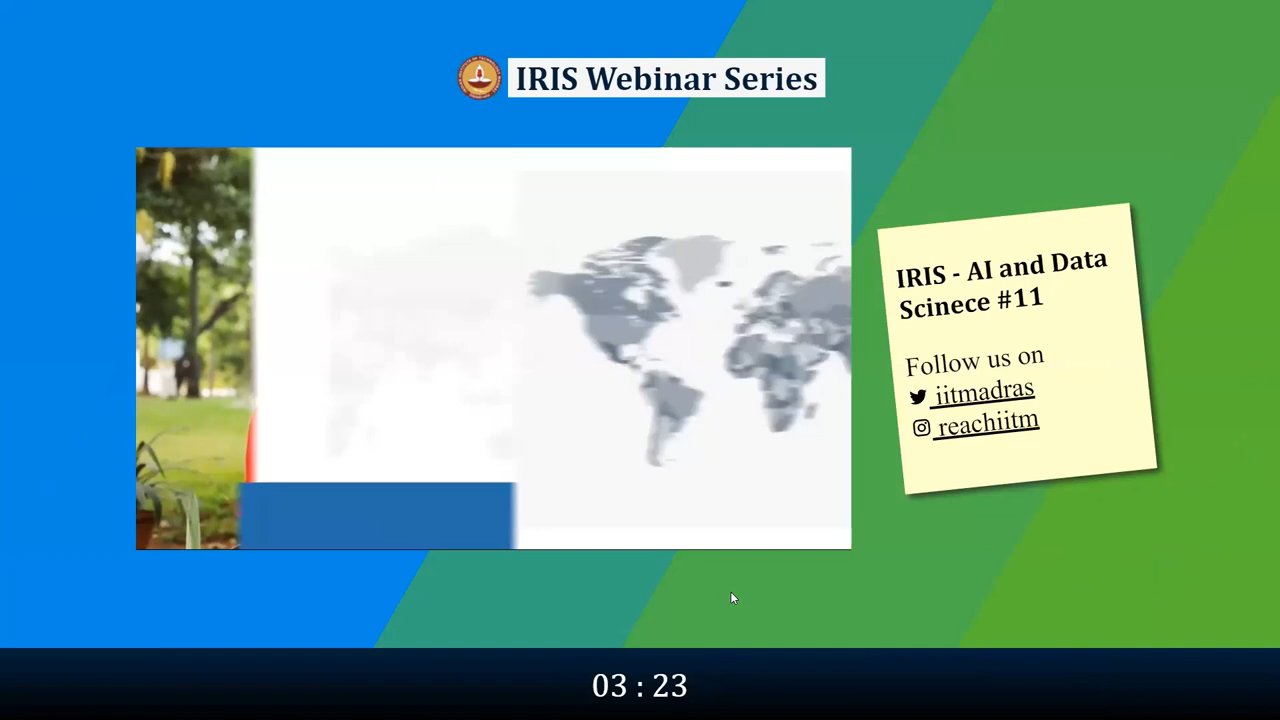 IRIS Webinar Series
IRIS - AI and Data
Scinece #11
Follow us on
iitmadras
reachiitm
03 : 23